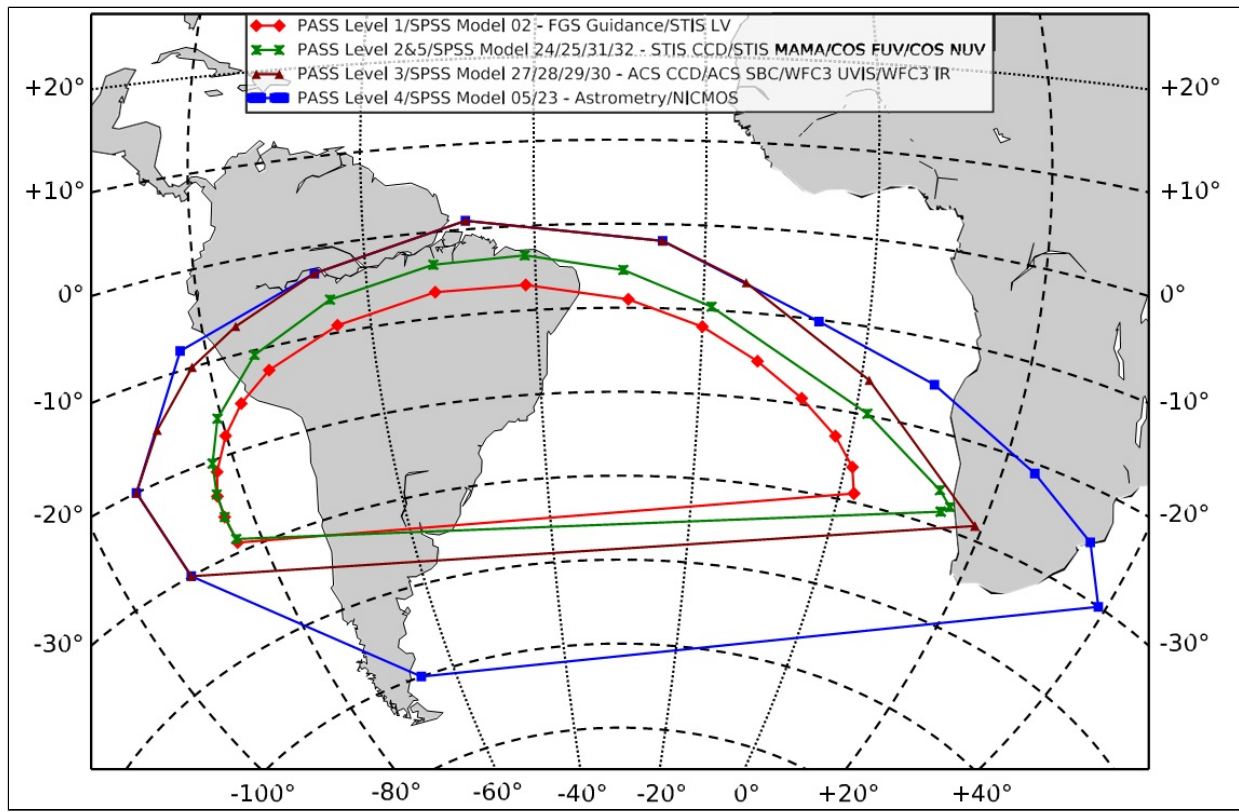 PASS Level 1/SPSS Model 02 - FGS Guidance/STIS LV
PASS Level 2&5/SPSS Model 24/25/31/32 - STIS CCD/STIS MAMA/COS FUV/COS NUV
PASS Level 3/SPSS Model 27/28/29/30 - ACS CCD/ACS SBC/WFC3 UVIS/WFC3 IR
PASS Level 4/SPSS Model 05/23 - Astrometry/NICMOS
+20° +20°
+10° +10°
0° 0°
-10° -10°
-20° -20°
-30° -30°
-100° -80° -60° -40° -20° 0° +20° +40°